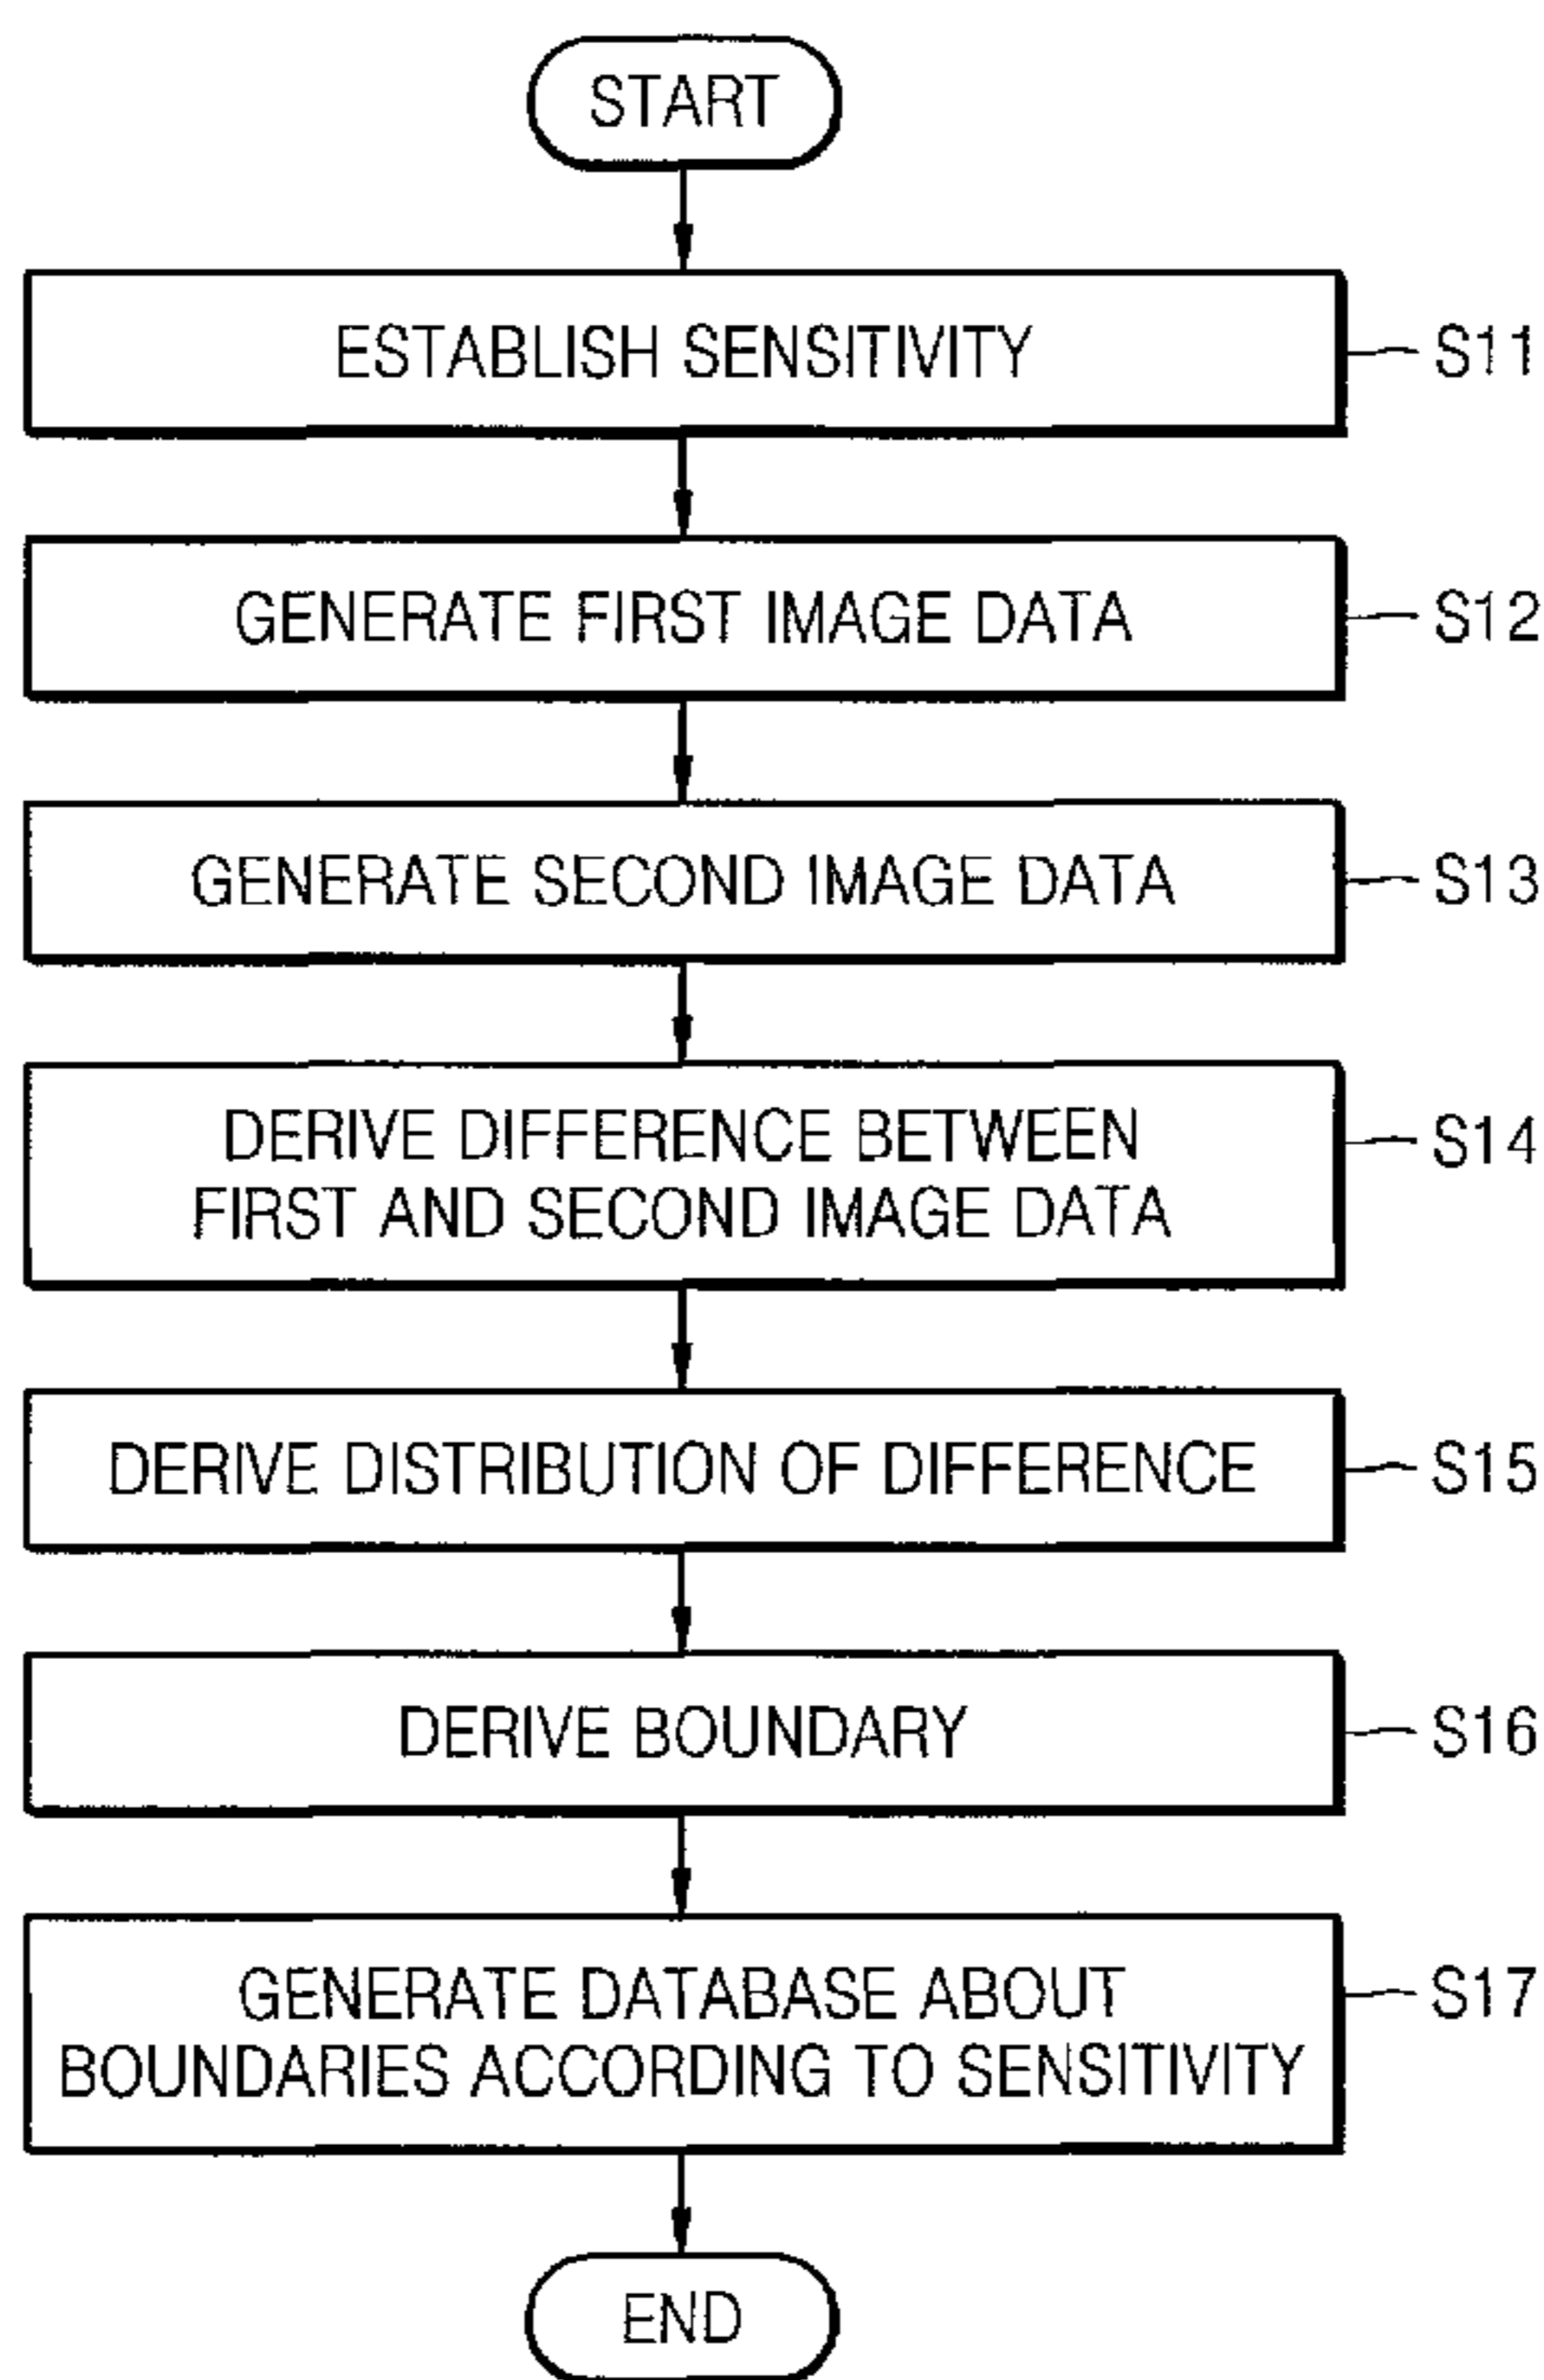 START
ESTABLISH SENSITIVITY
S11
GENERATE FIRST IMAGE DATA
S12
GENERATE SECOND IMAGE DATA
S13
DERIVE DIFFERENCE BETWEEN
FIRST AND SECOND IMAGE DATA
S14
DERIVE DISTRIBUTION OF DIFFERENCE
S15
DERIVE BOUNDARY
S16
GENERATE DATABASE ABOUT
BOUNDARIES ACCORDING TO SENSITIVITY
S17
END